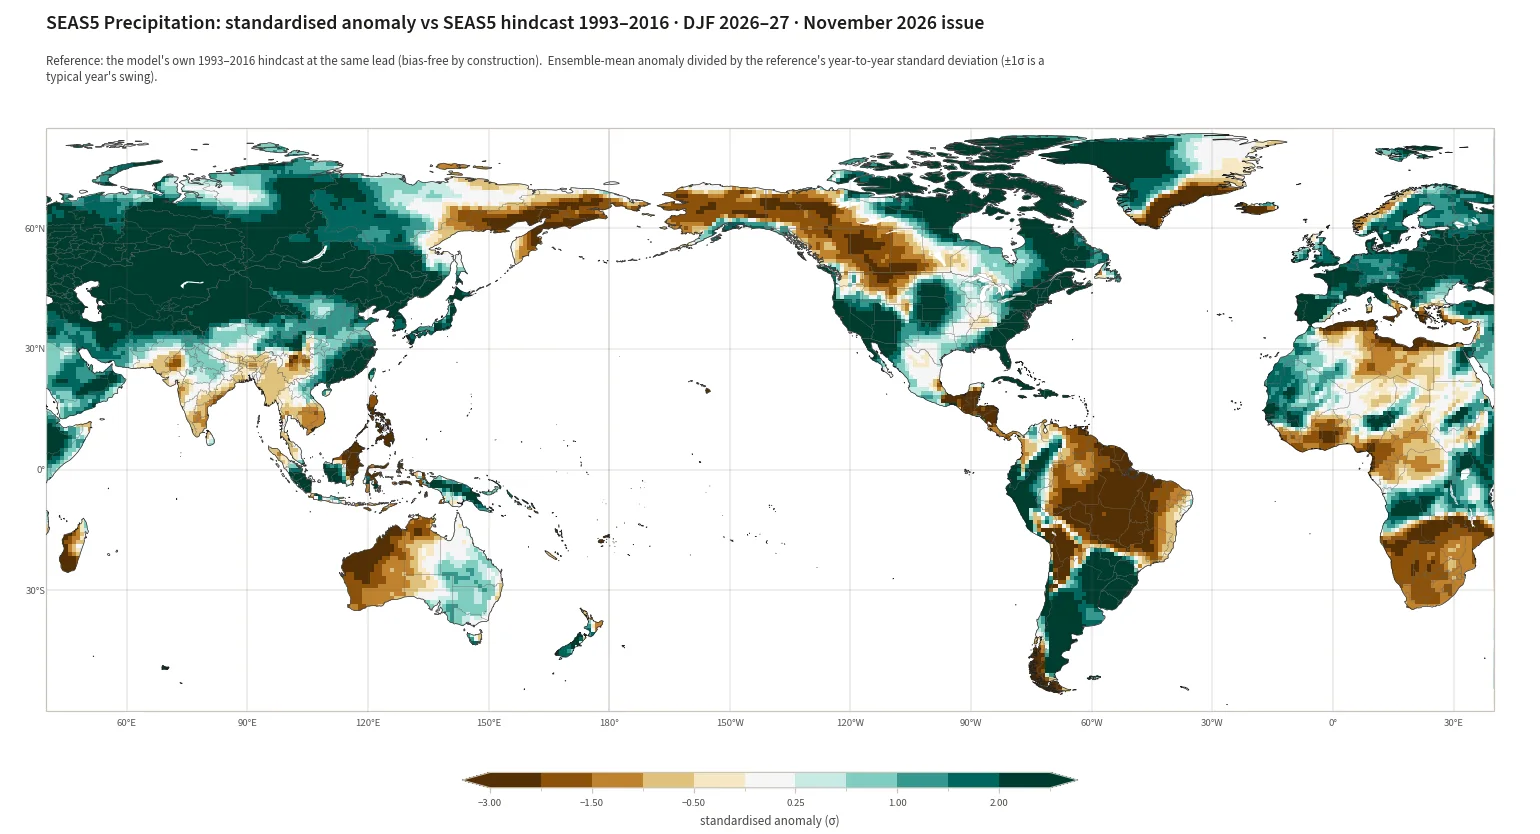 SEAS5 Precipitation: standardised anomaly vs SEAS5 hindcast 1993–2016 · DJF 2026–27 · November 2026 issue
Reference: the model's own 1993–2016 hindcast at the same lead (bias-free by construction).  Ensemble-mean anomaly divided by the reference's year-to-year standard deviation (±1σ is a
typical year's swing).
60°N
30°N
0°
30°S
60°E 90°E 120°E 150°E 180° 150°W 120°W 90°W 60°W 30°W 0° 30°E
−3.00 −1.50 −0.50 0.25 1.00 2.00
standardised anomaly (σ)